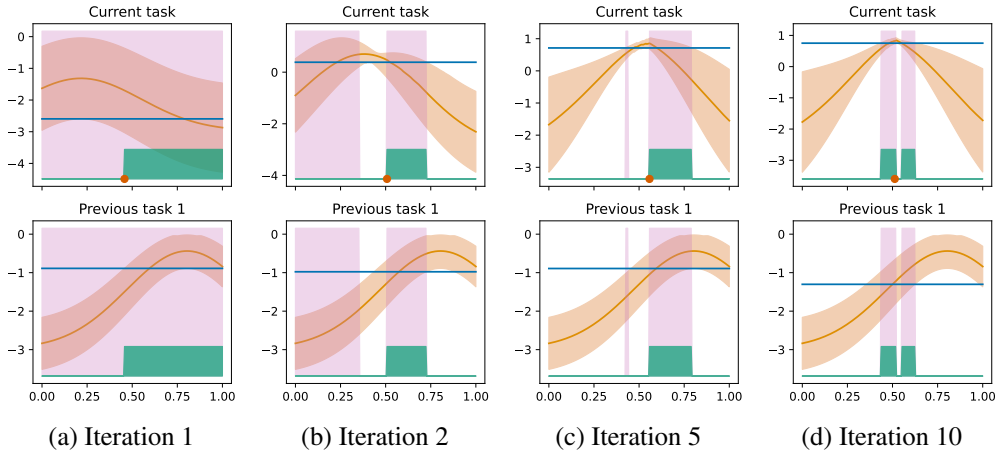 Current task
Current task
Current task
Current task
0
−1
−2
−3
−4
0
−2
−4
1
0
−1
−2
−3
1
0
−1
−2
−3
Previous task 1
Previous task 1
Previous task 1
Previous task 1
0
−1
−2
−3
0
−1
−2
−3
0
−1
−2
−3
0
−1
−2
−3
0.00 0.25 0.50 0.75 1.00
0.00 0.25 0.50 0.75 1.00
0.00 0.25 0.50 0.75 1.00
0.00 0.25 0.50 0.75 1.00
(a) Iteration 1
(b) Iteration 2
(c) Iteration 5
(d) Iteration 10